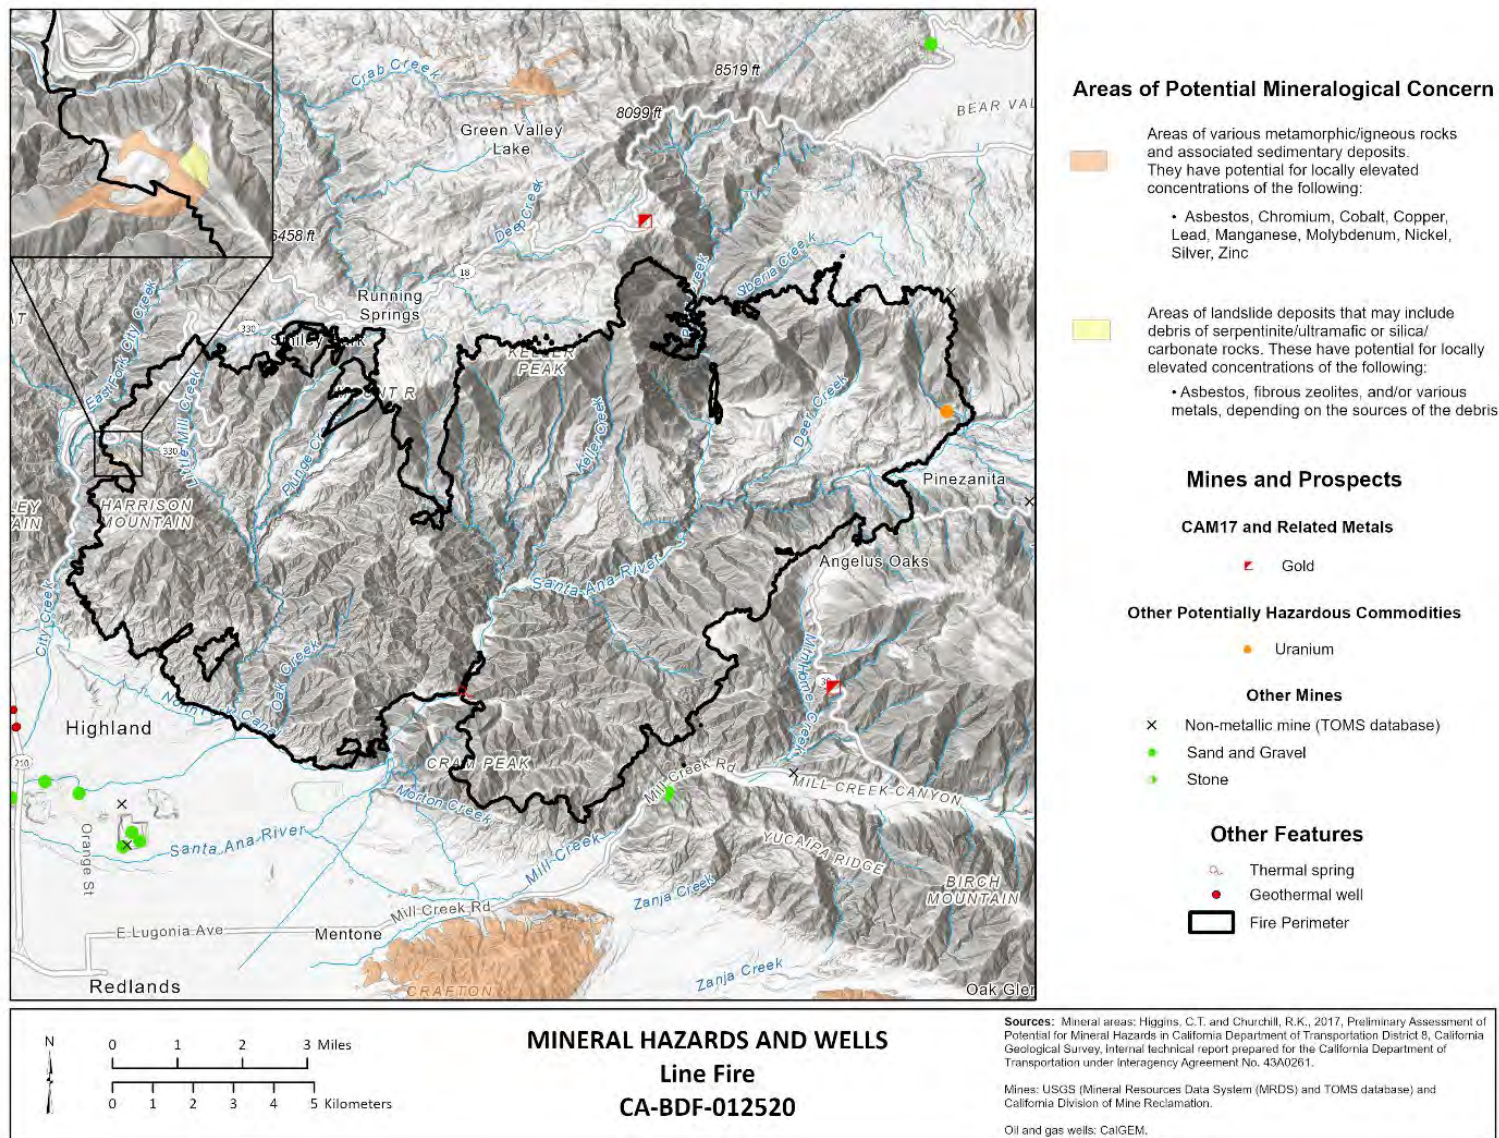 Crab Creek
8519 ft
8099 ft
BEAR VAL
Green Valley
Lake
Deep Creek
6458 ft
Siberia Creek
18
Running
Springs
330
Smiley Park
KELLER
PEAK
East Fork City Creek
Little Mill Creek
330
Plunge Cr
Keller Creek
Deer Creek
HARRISON
MOUNTAIN
Pinezanita
Angelus Oaks
Santa Ana River
City Creek
Oak Creek
38
Highland
CRAM PEAK
210
Morton Creek
Mill Creek Rd
MILL CREEK CANYON
Orange St
Santa Ana River
Mill Creek
YUCAIPA RIDGE
BIRCH
MOUNTAIN
Zanja Creek
Mill Creek Rd
E Lugonia Ave
Mentone
Zanja Creek
Redlands
CRAFTON
Oak Glen
Areas of Potential Mineralogical Concern
Areas of various metamorphic/igneous rocks
and associated sedimentary deposits.
They have potential for locally elevated
concentrations of the following:
• Asbestos, Chromium, Cobalt, Copper,
Lead, Manganese, Molybdenum, Nickel,
Silver, Zinc
Areas of landslide deposits that may include
debris of serpentinite/ultramafic or silica/
carbonate rocks. These have potential for locally
elevated concentrations of the following:
• Asbestos, fibrous zeolites, and/or various
metals, depending on the sources of the debris
Mines and Prospects
CAM17 and Related Metals
Gold
Other Potentially Hazardous Commodities
Uranium
Other Mines
Non-metallic mine (TOMS database)
Sand and Gravel
Stone
Other Features
Thermal spring
Geothermal well
Fire Perimeter
N
0 1 2 3 Miles
0 1 2 3 4 5 Kilometers
MINERAL HAZARDS AND WELLS
Line Fire
CA-BDF-012520
Sources: Mineral areas: Higgins, C.T. and Churchill, R.K., 2017, Preliminary Assessment of
Potential for Mineral Hazards in California Department of Transportation District 8, California
Geological Survey, internal technical report prepared for the California Department of
Transportation under Interagency Agreement No. 43A0261.
Mines: USGS (Mineral Resources Data System (MRDS) and TOMS database) and
California Division of Mine Reclamation.
Oil and gas wells: CalGEM.